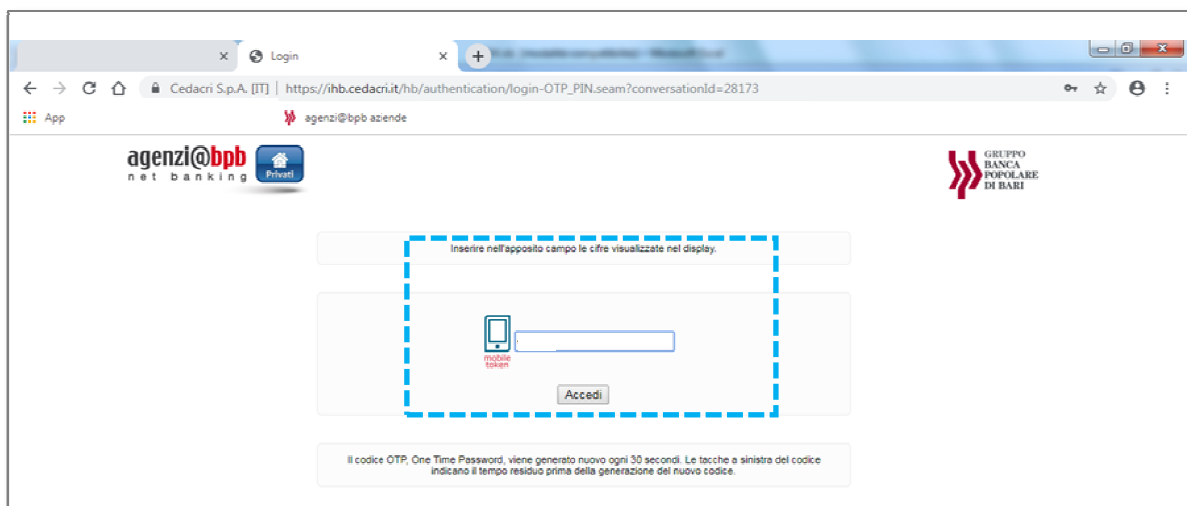 Login
Cedacri S.p.A. [IT] | https://ihb.cedacri.it/hb/authentication/login-OTP_PIN.seam?conversationId=28173
App
agenzi@bpb aziende
agenzi@bpb
net banking
Privati
GRUPPO
BANCA
POPOLARE
DI BARI
Inserire nell'apposito campo le cifre visualizzate nel display.
mobile
token
Accedi
Il codice OTP, One Time Password, viene generato nuovo ogni 30 secondi. Le tacche a sinistra del codice
indicano il tempo residuo prima della generazione del nuovo codice.